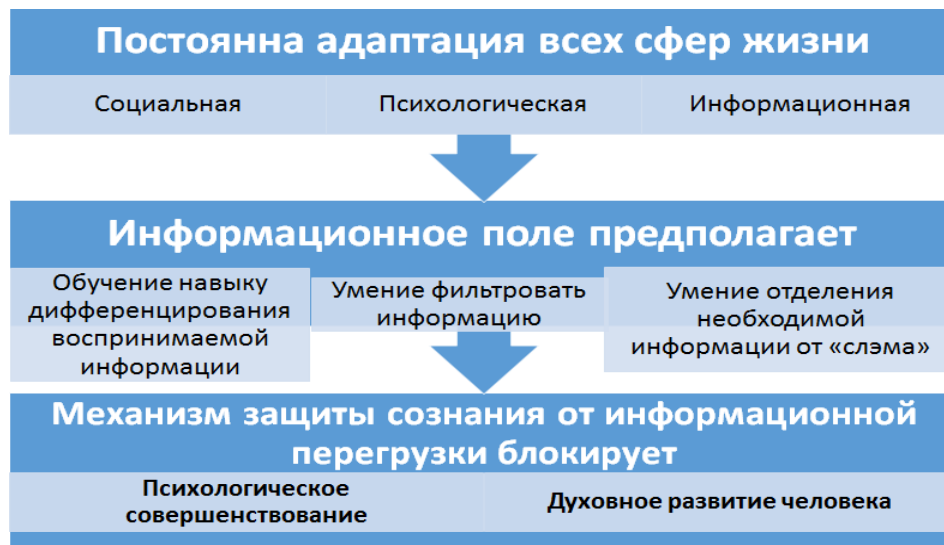 Постоянна адаптация всех сфер жизни
Социальная
Психологическая
Информационная
Информационное поле предполагает
Обучение навыку
дифференцирования
воспринимаемой
информации
Умение фильтровать
информацию
Умение отделения
необходимой
информации от «слэма»
Механизм защиты сознания от информационной
перегрузки блокирует
Психологическое
совершенствование
Духовное развитие человека